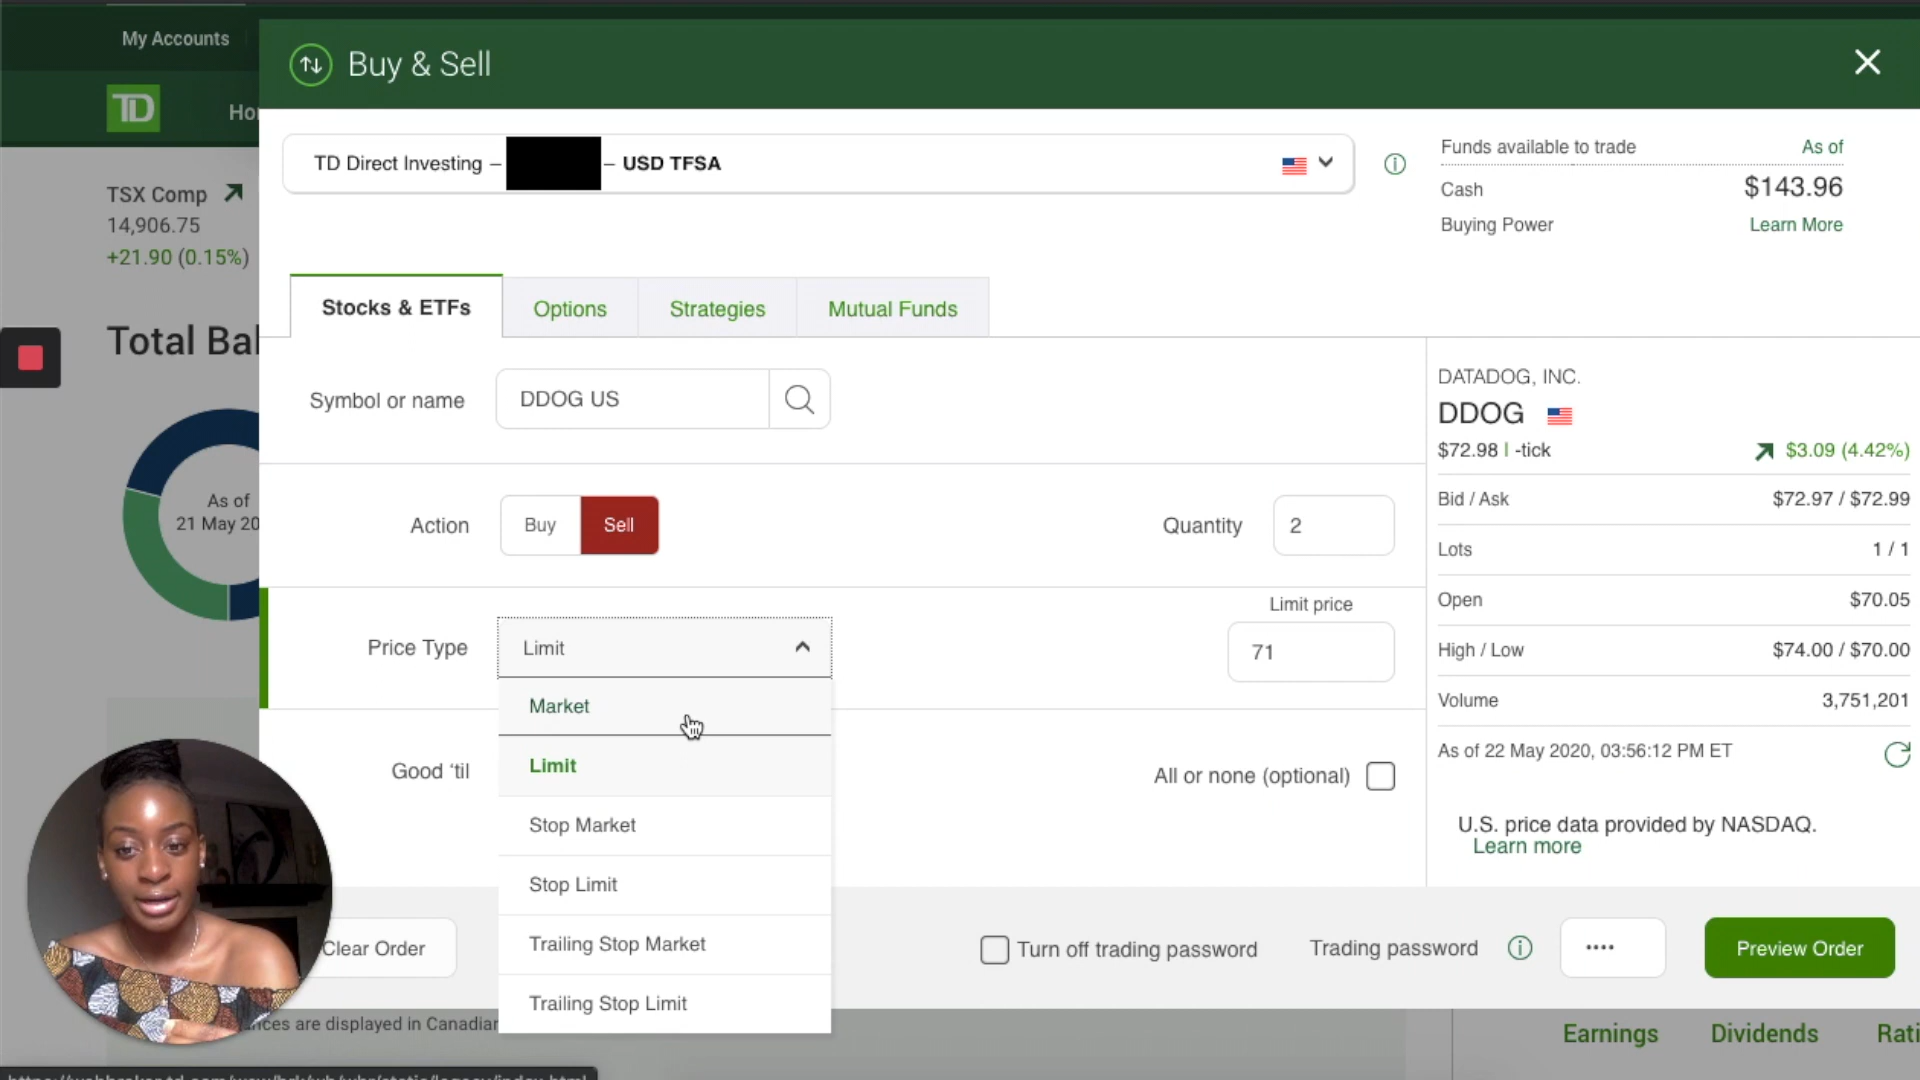 My Accounts
Buy & Sell
TD
TD Direct Investing –
– USD TFSA
Funds available to trade
As of
Cash
$143.96
Buying Power
Learn More
TSX Comp
14,906.75
+21.90 (0.15%)
Stocks & ETFs
Options
Strategies
Mutual Funds
Total
Symbol or name
DDOG US
DATADOG, INC.
DDOG
$72.98 | -tick
$3.09 (4.42%)
Bid / Ask
$72.97 / $72.99
As of
21 May
Action
Buy
Sell
Quantity
2
Lots
1 / 1
Open
$70.05
Limit price
Price Type
Limit
71
High / Low
$74.00 / $70.00
Market
Volume
3,751,201
As of 22 May 2020, 03:56:12 PM ET
Limit
Good ‘til
All or none (optional)
Stop Market
U.S. price data provided by NASDAQ.
Learn more
Stop Limit
Trailing Stop Market
Clear Order
Turn off trading password
Trading password
••••
Preview Order
Trailing Stop Limit
are displayed in Canadian
Earnings
Dividends